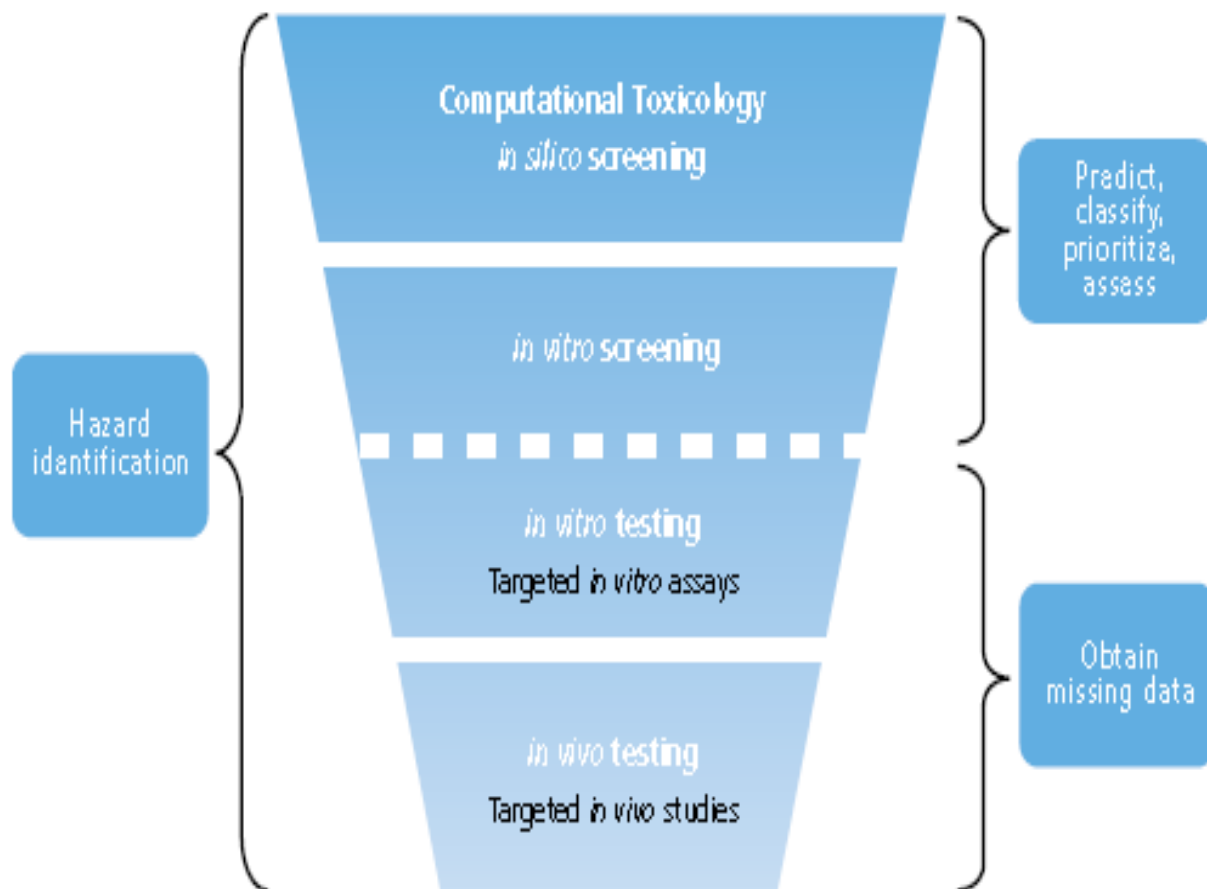 Computational Toxicology
in silico screening
Predict,
classify,
prioritize,
assess
in vitro screening
Hazard
identification
in vitro testing
Targeted in vitro assays
Obtain
missing data
in vivo testing
Targeted in vivo studies